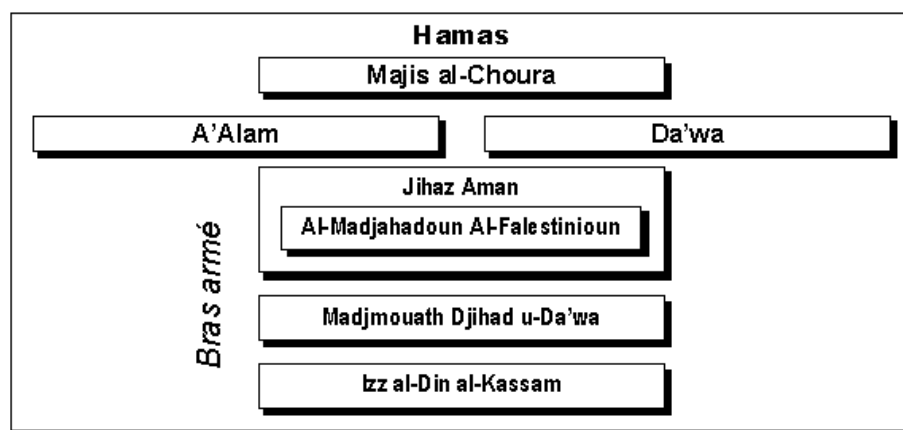 Hamas
Majis al-Choura
A'Alam
Da'wa
Jihaz Aman
Al-Madjahadoun Al-Falestinioun
Bras armé
Madjmouath Djihad u-Da'wa
Izz al-Din al-Kassam